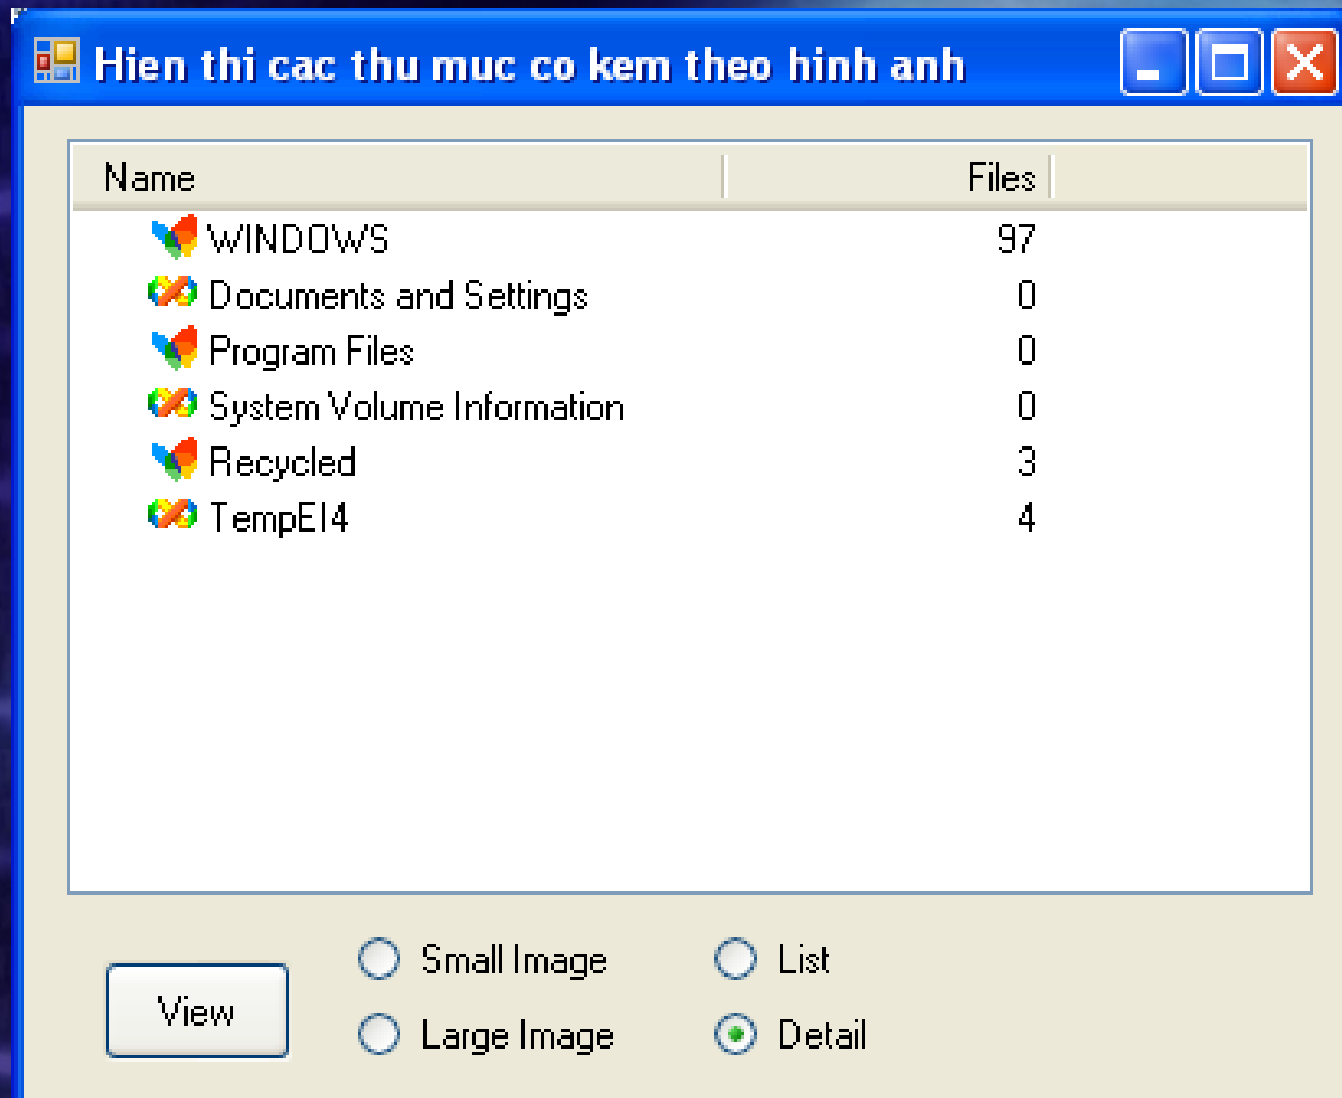 Hien thi cac thu muc co kem theo hinh anh
Name Files
WINDOWS 97
Documents and Settings 0
Program Files 0
System Volume Information 0
Recycled 3
TempEI4 4
Small Image List
View
Large Image Detail